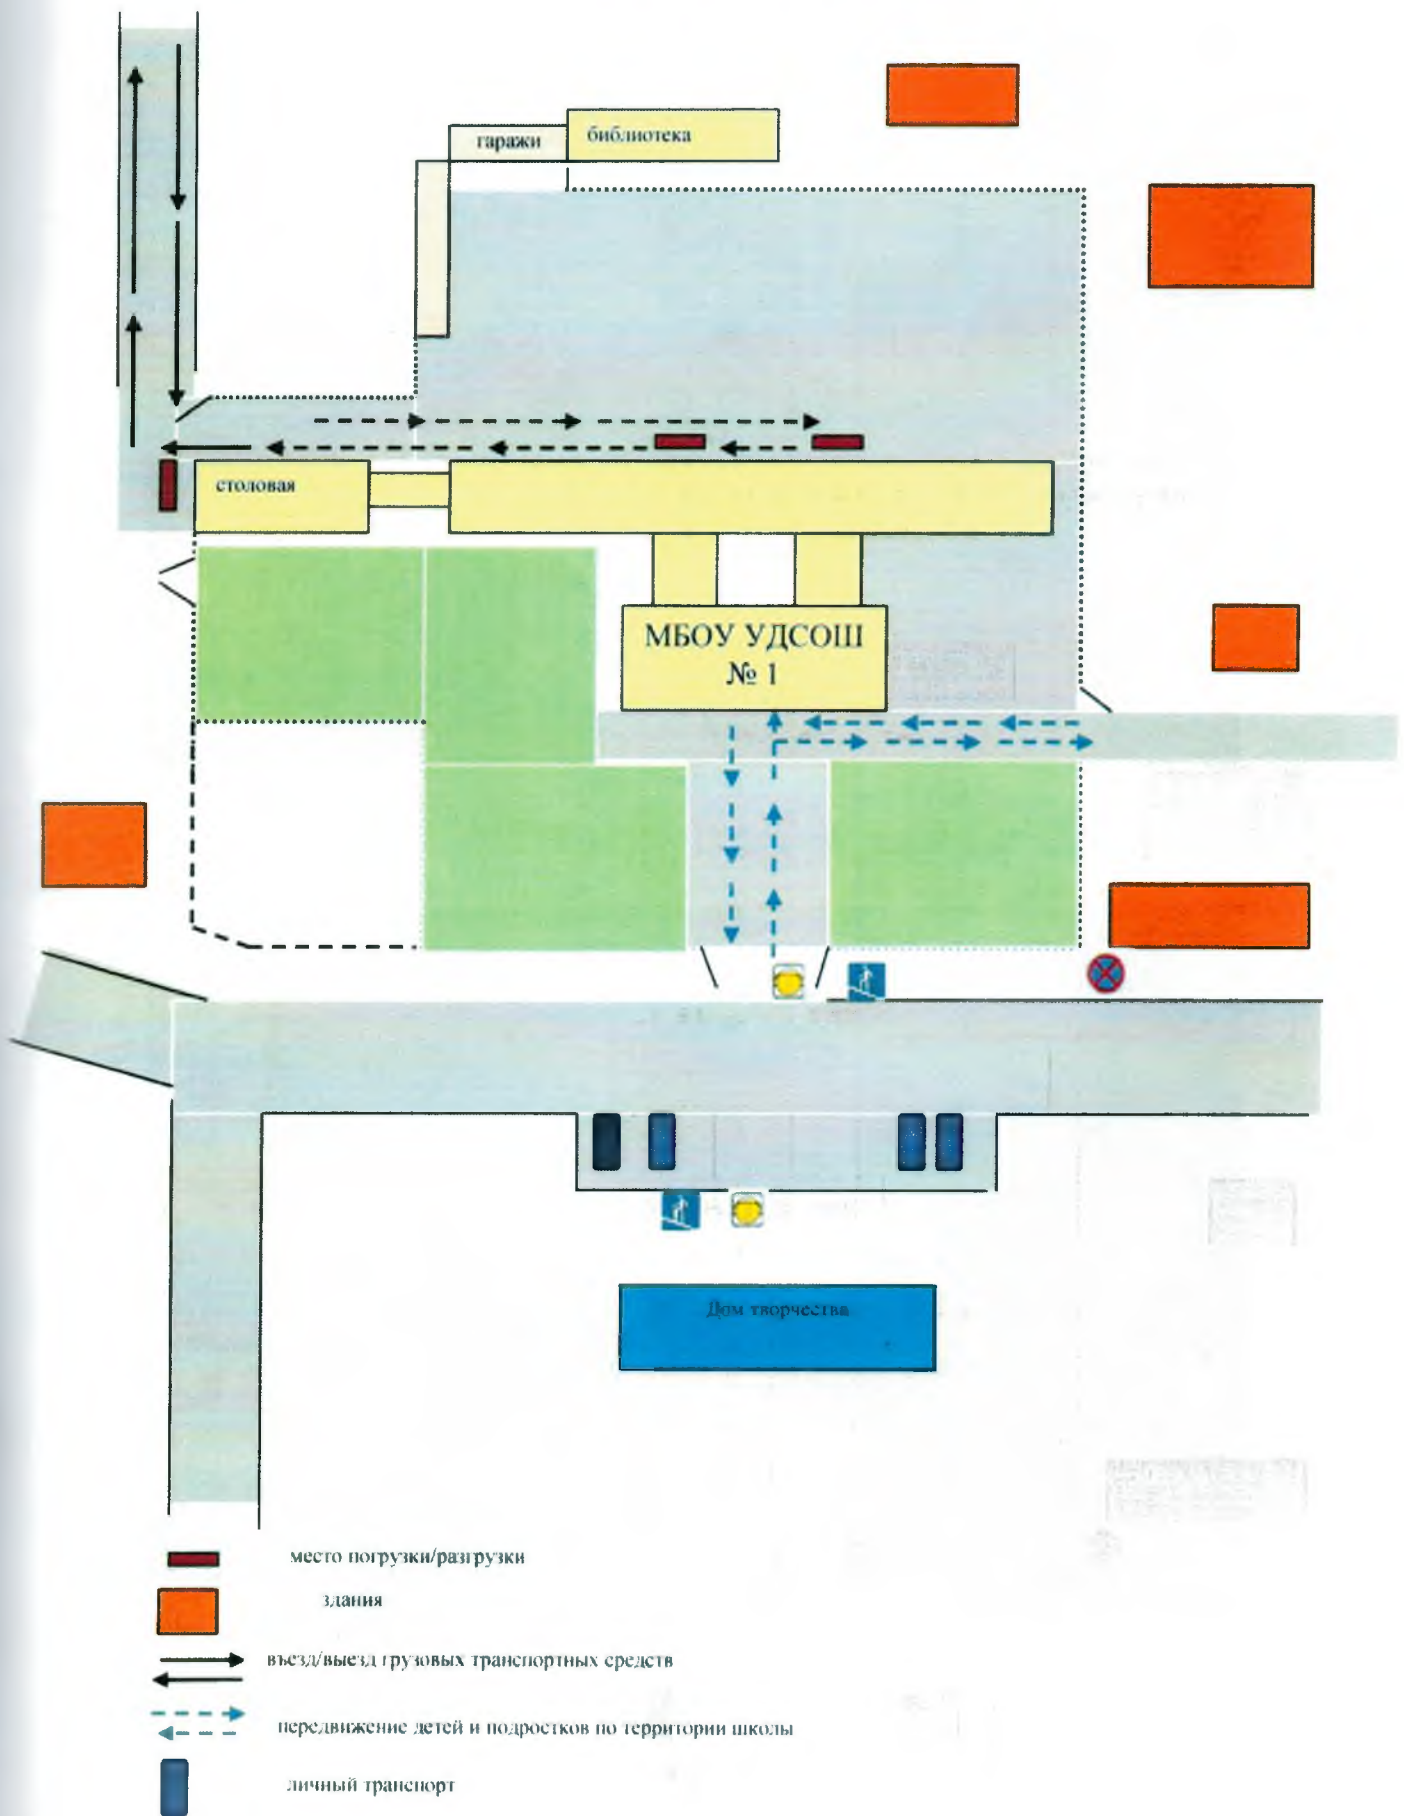 гаражи
библиотека
столовая
МБОУ УДСОШ
№ 1
Дом творчества
место погрузки/разгрузки
здания
въезд/выезд грузовых транспортных средств
передвижение детей и подростков по территории школы
личный транспорт